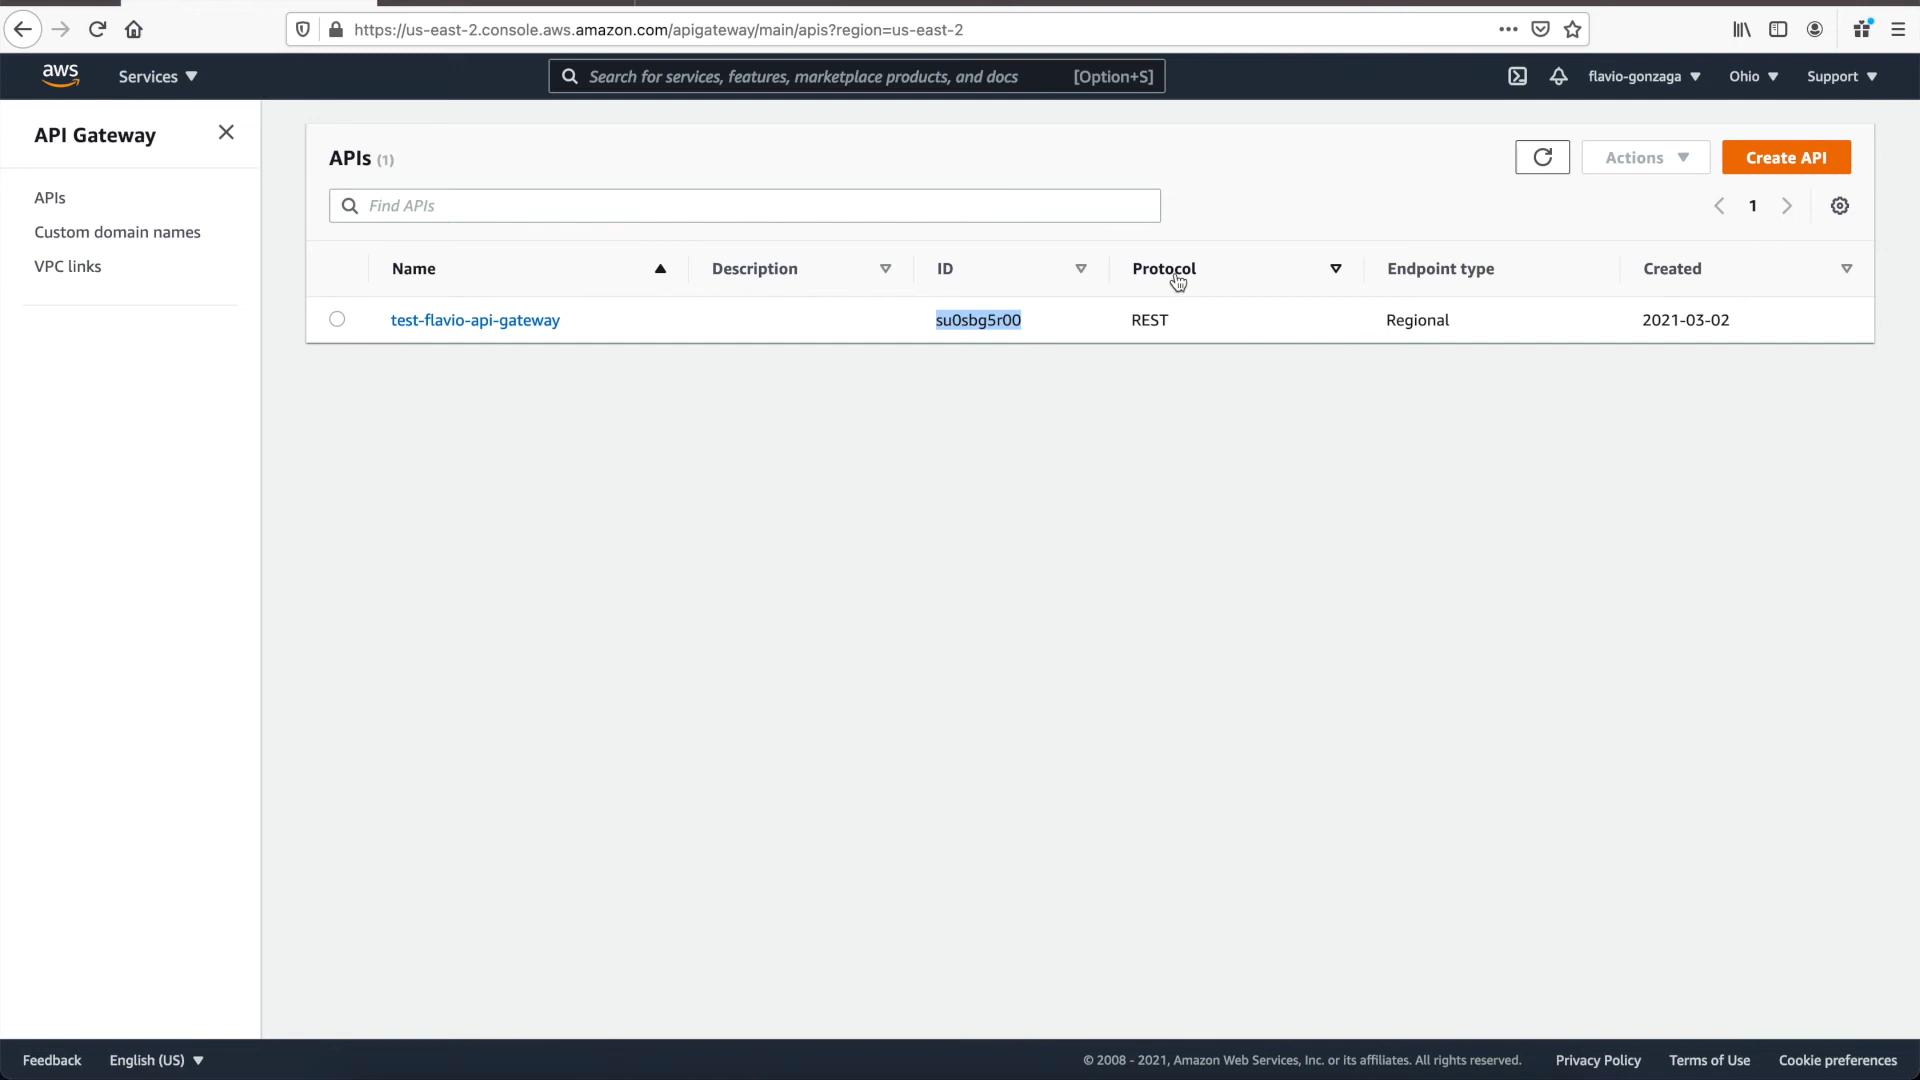 https://us-east-2.console.aws.amazon.com/apigateway/main/apis?region=us-east-2
aws Services Search for services, features, marketplace products, and docs [Option+S] flavio-gonzaga Ohio Support
API Gateway
APIs
Custom domain names
VPC links
APIs (1)
Actions
Create API
Find APIs
1
Name Description ID Protocol Endpoint type Created
test-flavio-api-gateway su0sbg5r00 REST Regional 2021-03-02
Feedback English (US) © 2008 - 2021, Amazon Web Services, Inc. or its affiliates. All rights reserved. Privacy Policy Terms of Use Cookie preferences